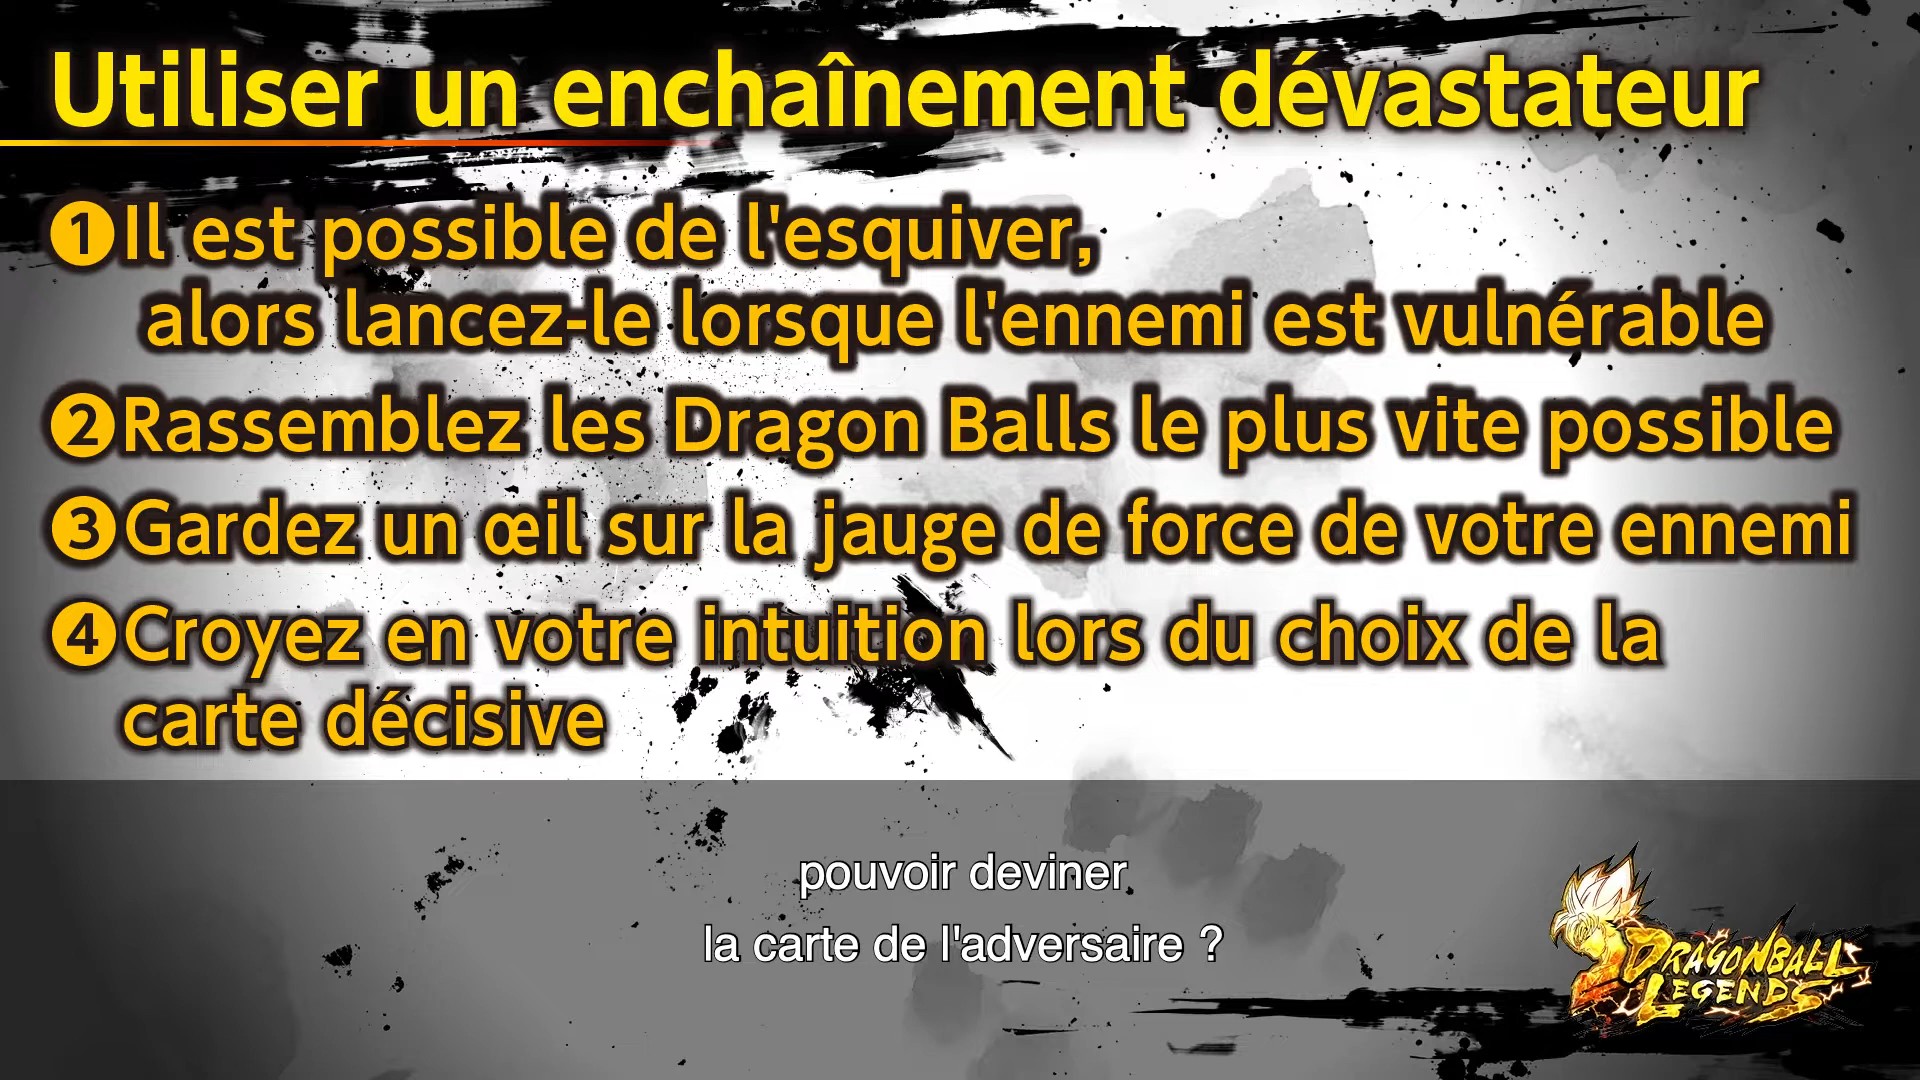 Utiliser un enchaînement dévastateur
❶Il est possible de l'esquiver,
alors lancez-le lorsque l'ennemi est vulnérable
❷Rassemblez les Dragon Balls le plus vite possible
❸Gardez un œil sur la jauge de force de votre ennemi
❹Croyez en votre intuition lors du choix de la
carte décisive
pouvoir deviner
la carte de l'adversaire ?
DRAGONBALL
LEGENDS